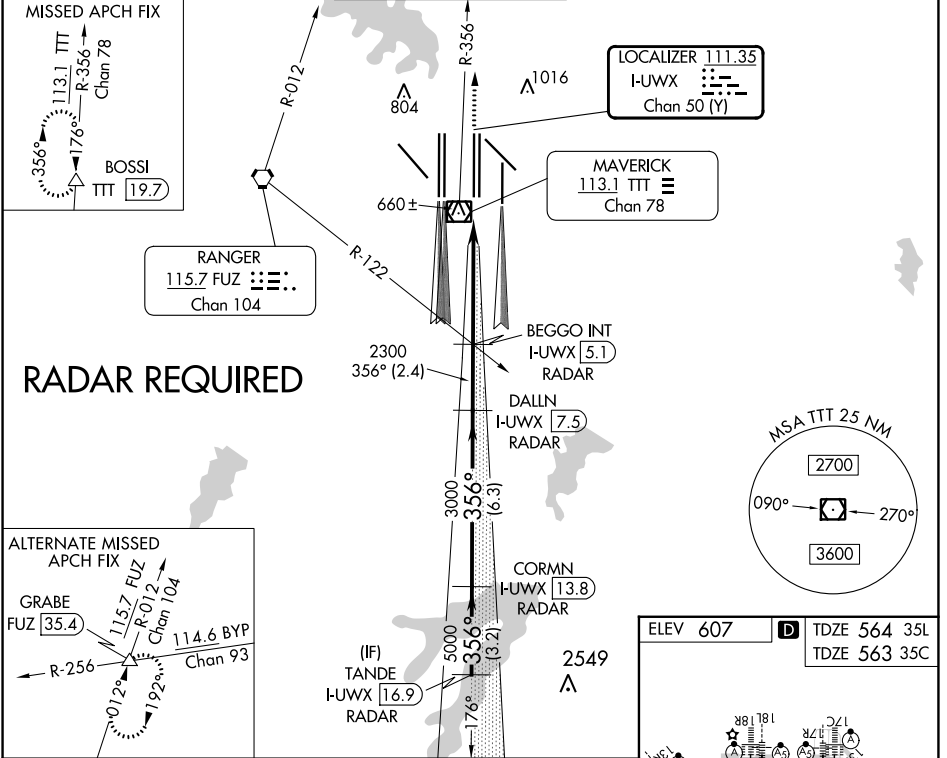 MISSED APCH FIX
113.1 TTT
R-356
Chan 78
356°
176°
BOSSI
TTT 19.7
R-012
R-356
804
1016
LOCALIZER 111.35
I-UWX
Chan 50 (Y)
MAVERICK
113.1 TTT
Chan 78
660±
RANGER
115.7 FUZ
Chan 104
R-122
BEGGO INT
I-UWX 5.1
RADAR
2300
356° (2.4)
RADAR REQUIRED
DALLN
I-UWX 7.5
RADAR
3000
356°
(6.3)
MSA TTT 25 NM
2700
090°
270°
3600
CORMN
I-UWX 13.8
RADAR
5000
356°
(3.2)
(IF)
TANDE
I-UWX 16.9
RADAR
176°
2549
ALTERNATE MISSED
APCH FIX
GRABE
FUZ 35.4
115.7 FUZ
R-012
Chan 104
114.6 BYP
Chan 93
R-256
012°
192°
ELEV 607
D
TDZE 564 35L
TDZE 563 35C
18R
18L
17R
17C
A
A5
A5
A